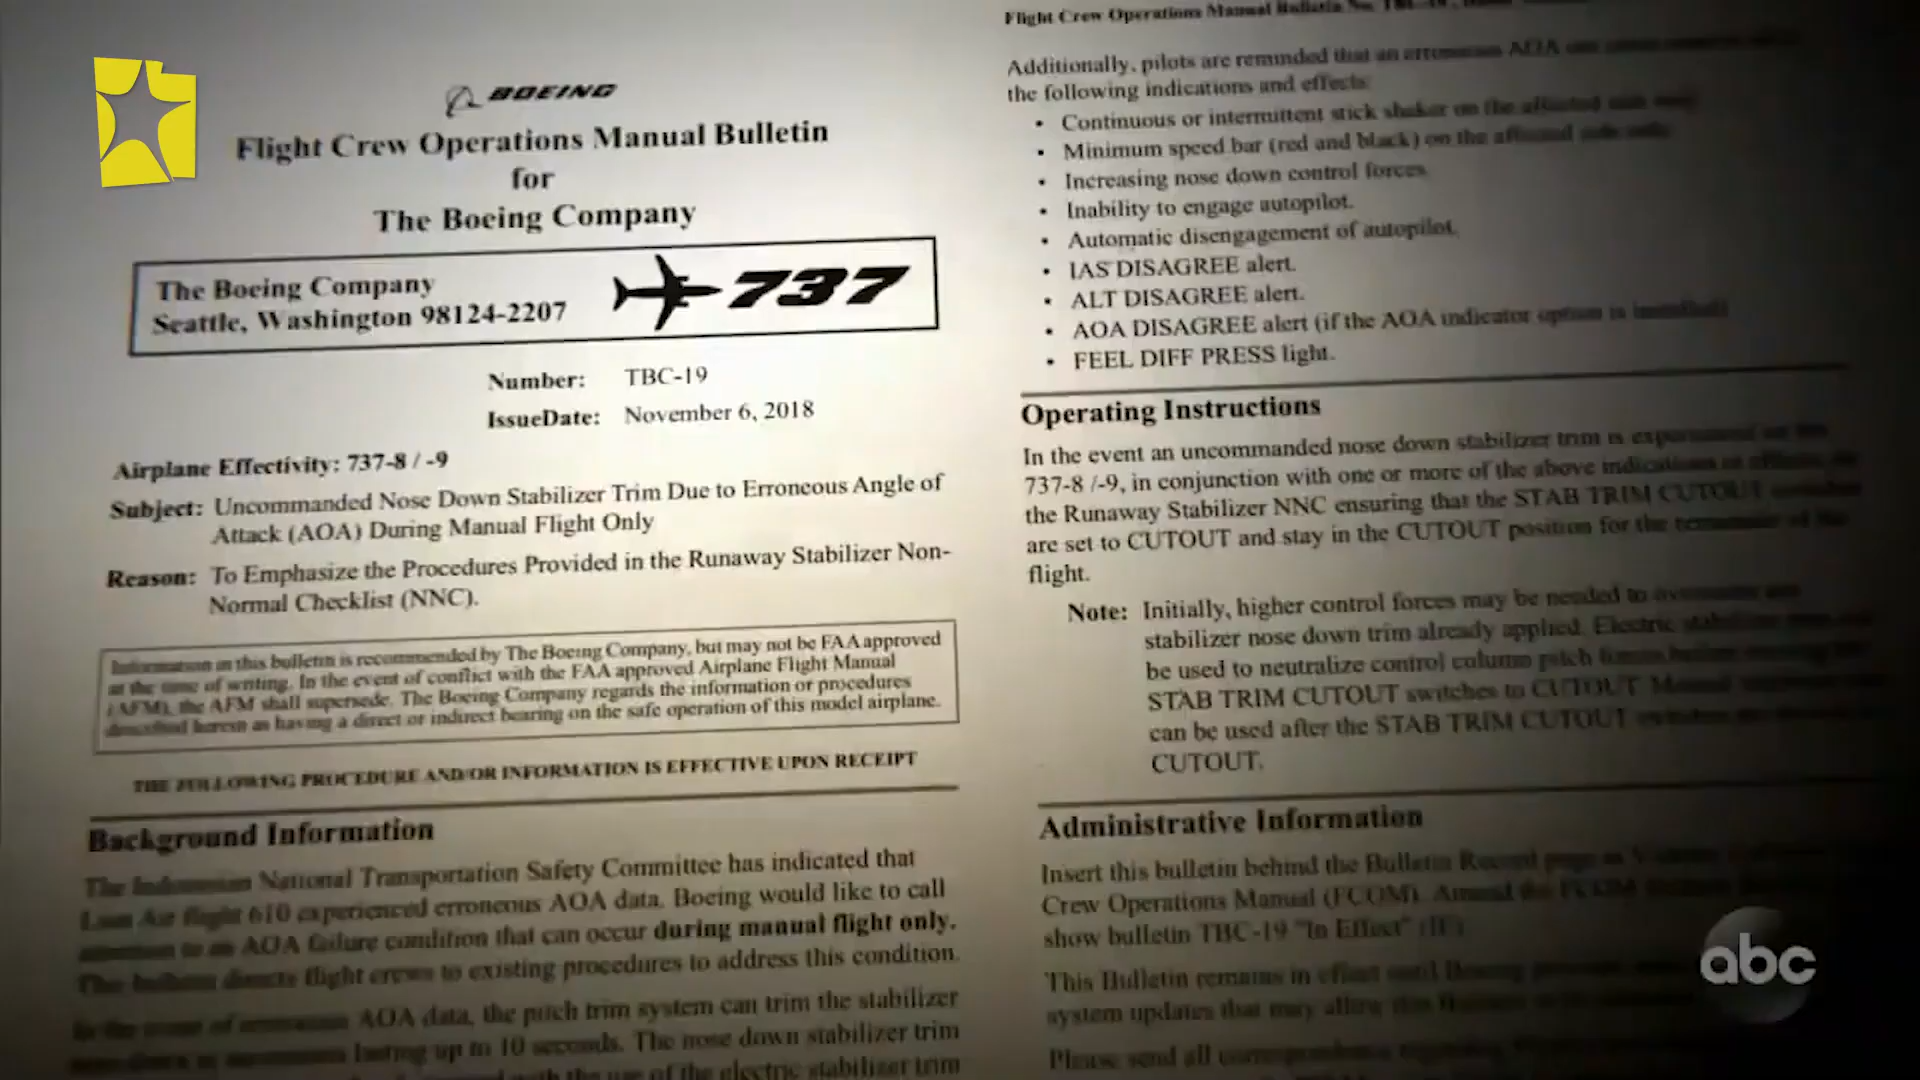 BOEING
Flight Crew Operations Manual Bulletin
for
The Boeing Company
The Boeing Company
Seattle, Washington 98124-2207
737
Number: TBC-19
IssueDate: November 6, 2018
Airplane Effectivity: 737-8 / -9
Subject: Uncommanded Nose Down Stabilizer Trim Due to Erroneous Angle of
Attack (AOA) During Manual Flight Only
Reason: To Emphasize the Procedures Provided in the Runaway Stabilizer Non-
Normal Checklist (NNC).
Information in this bulletin is recommended by The Boeing Company, but may not be FAA approved
at the time of writing. In the event of conflict with the FAA approved Airplane Flight Manual
(AFM), the AFM shall supersede. The Boeing Company regards the information or procedures
described herein as having a direct or indirect bearing on the safe operation of this model airplane.
THE FOLLOWING PROCEDURE AND/OR INFORMATION IS EFFECTIVE UPON RECEIPT
Background Information
The Indonesian National Transportation Safety Committee has indicated that
Lion Air flight 610 experienced erroneous AOA data. Boeing would like to call
attention to an AOA failure condition that can occur during manual flight only.
This bulletin directs flight crews to existing procedures to address this condition.
In the event of erroneous AOA data, the pitch trim system can trim the stabilizer
lasting up to 10 seconds. The nose down stabilizer trim
with the use of the electric stabilizer trim
Flight Crew Operations Manual Bulletin No. TBC-19
Additionally, pilots are reminded that an erroneous AOA can
the following indications and effects:
• Continuous or intermittent stick shaker on the affected side only.
• Minimum speed bar (red and black) on the affected side only.
• Increasing nose down control forces.
• Inability to engage autopilot.
• Automatic disengagement of autopilot.
• IAS DISAGREE alert.
• ALT DISAGREE alert.
• AOA DISAGREE alert (if the AOA indicator option is installed)
• FEEL DIFF PRESS light.
Operating Instructions
In the event an uncommanded nose down stabilizer trim is experienced on the
737-8 /-9, in conjunction with one or more of the above indications or effects, do
the Runaway Stabilizer NNC ensuring that the STAB TRIM CUTOUT switches
are set to CUTOUT and stay in the CUTOUT position for the remainder of the
flight.
Note: Initially, higher control forces may be needed to overcome any
stabilizer nose down trim already applied. Electric stabilizer
be used to neutralize control column pitch forces before moving the
STAB TRIM CUTOUT switches to CUTOUT. Manual
can be used after the STAB TRIM CUTOUT switches
CUTOUT.
Administrative Information
Insert this bulletin behind the Bulletin Record page in
Crew Operations Manual (FCOM). Amend the FCOM
show bulletin TBC-19 "In Effect" (IF)
This Bulletin remains in effect until Boeing
system updates that may allow this
Please send all correspondence regarding
abc